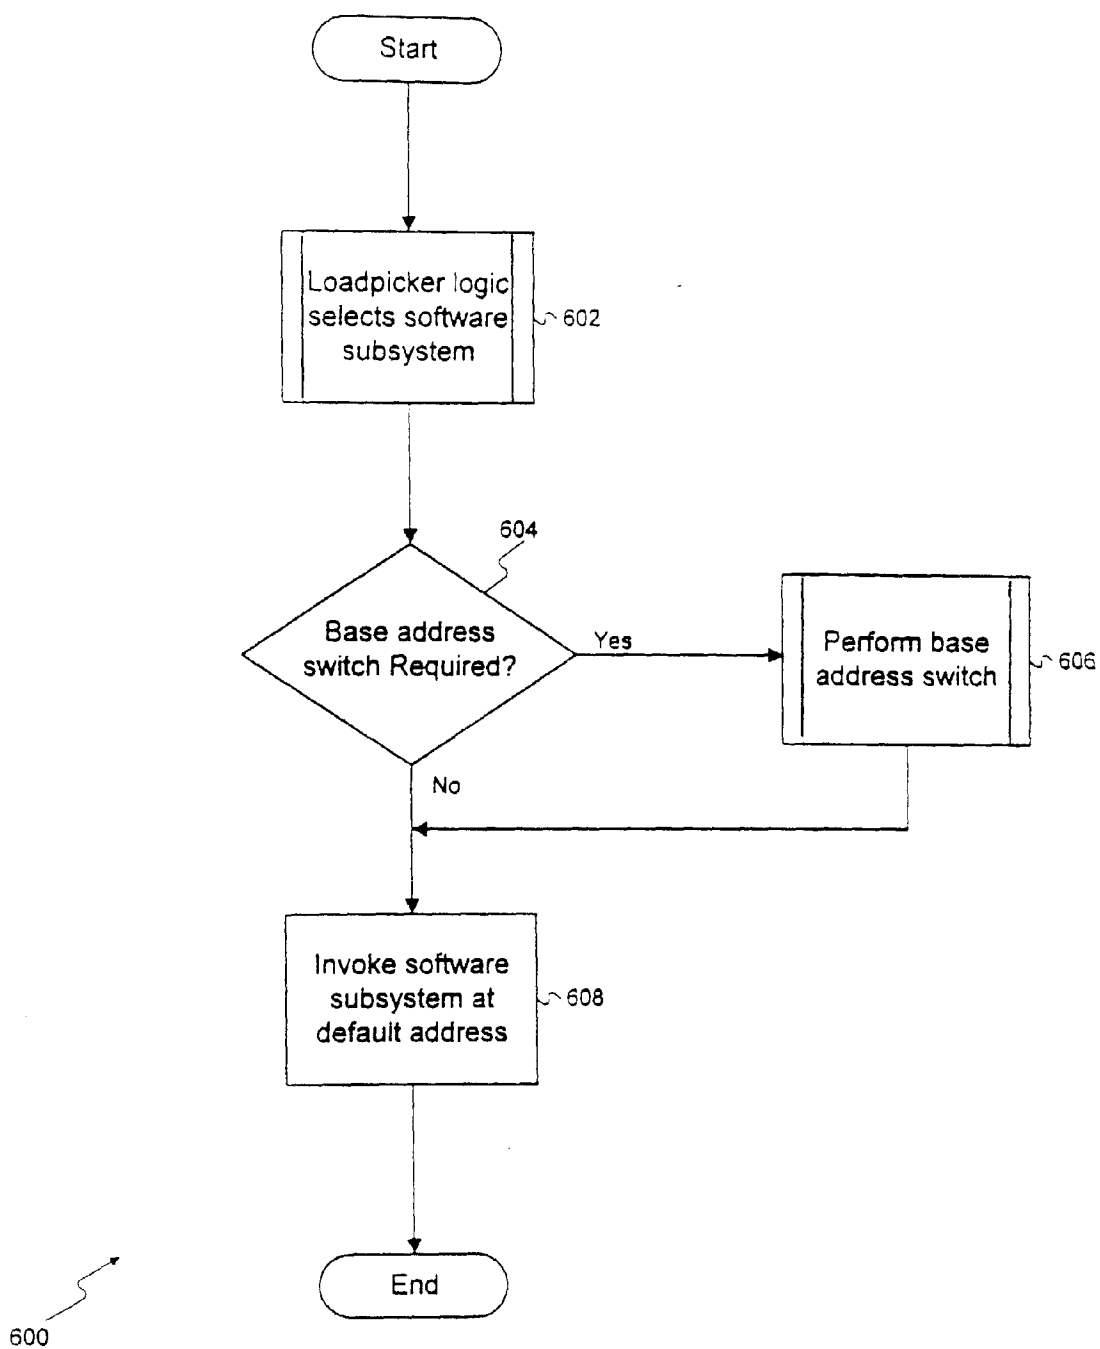 Start
Loadpicker logic
selects software
subsystem
602
604
Base address
switch Required?
Yes
Perform base
address switch
606
No
Invoke software
subsystem at
default address
608
End
600